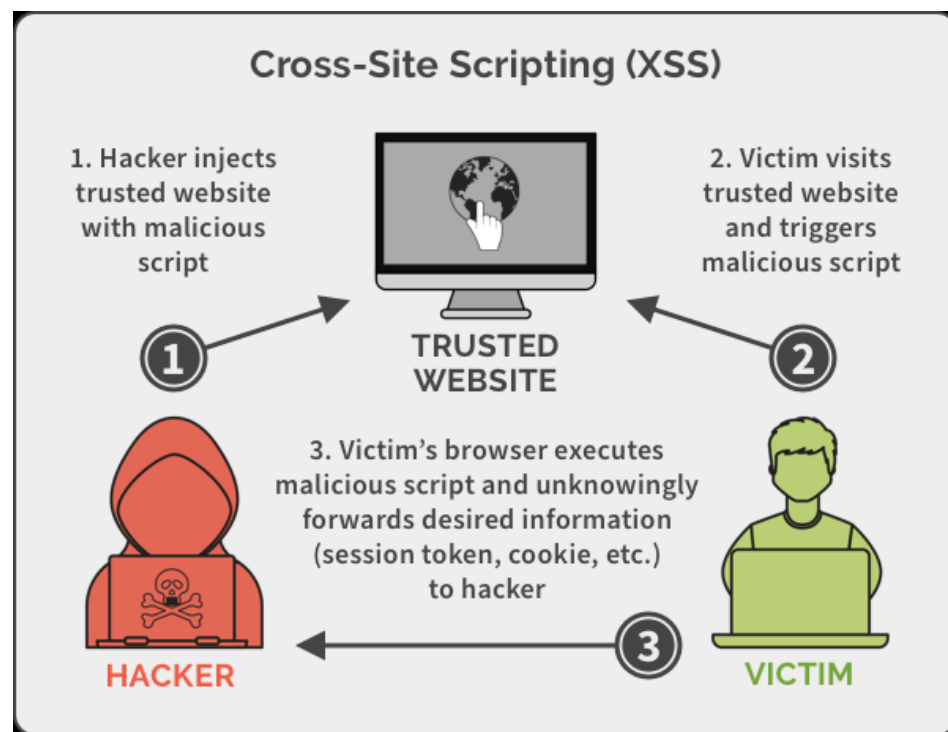 Cross-Site Scripting (XSS)
1. Hacker injects
trusted website
with malicious
script
2. Victim visits
trusted website
and triggers
malicious script
1
TRUSTED
WEBSITE
2
3. Victim’s browser executes
malicious script and unknowingly
forwards desired information
(session token, cookie, etc.)
to hacker
3
HACKER
VICTIM